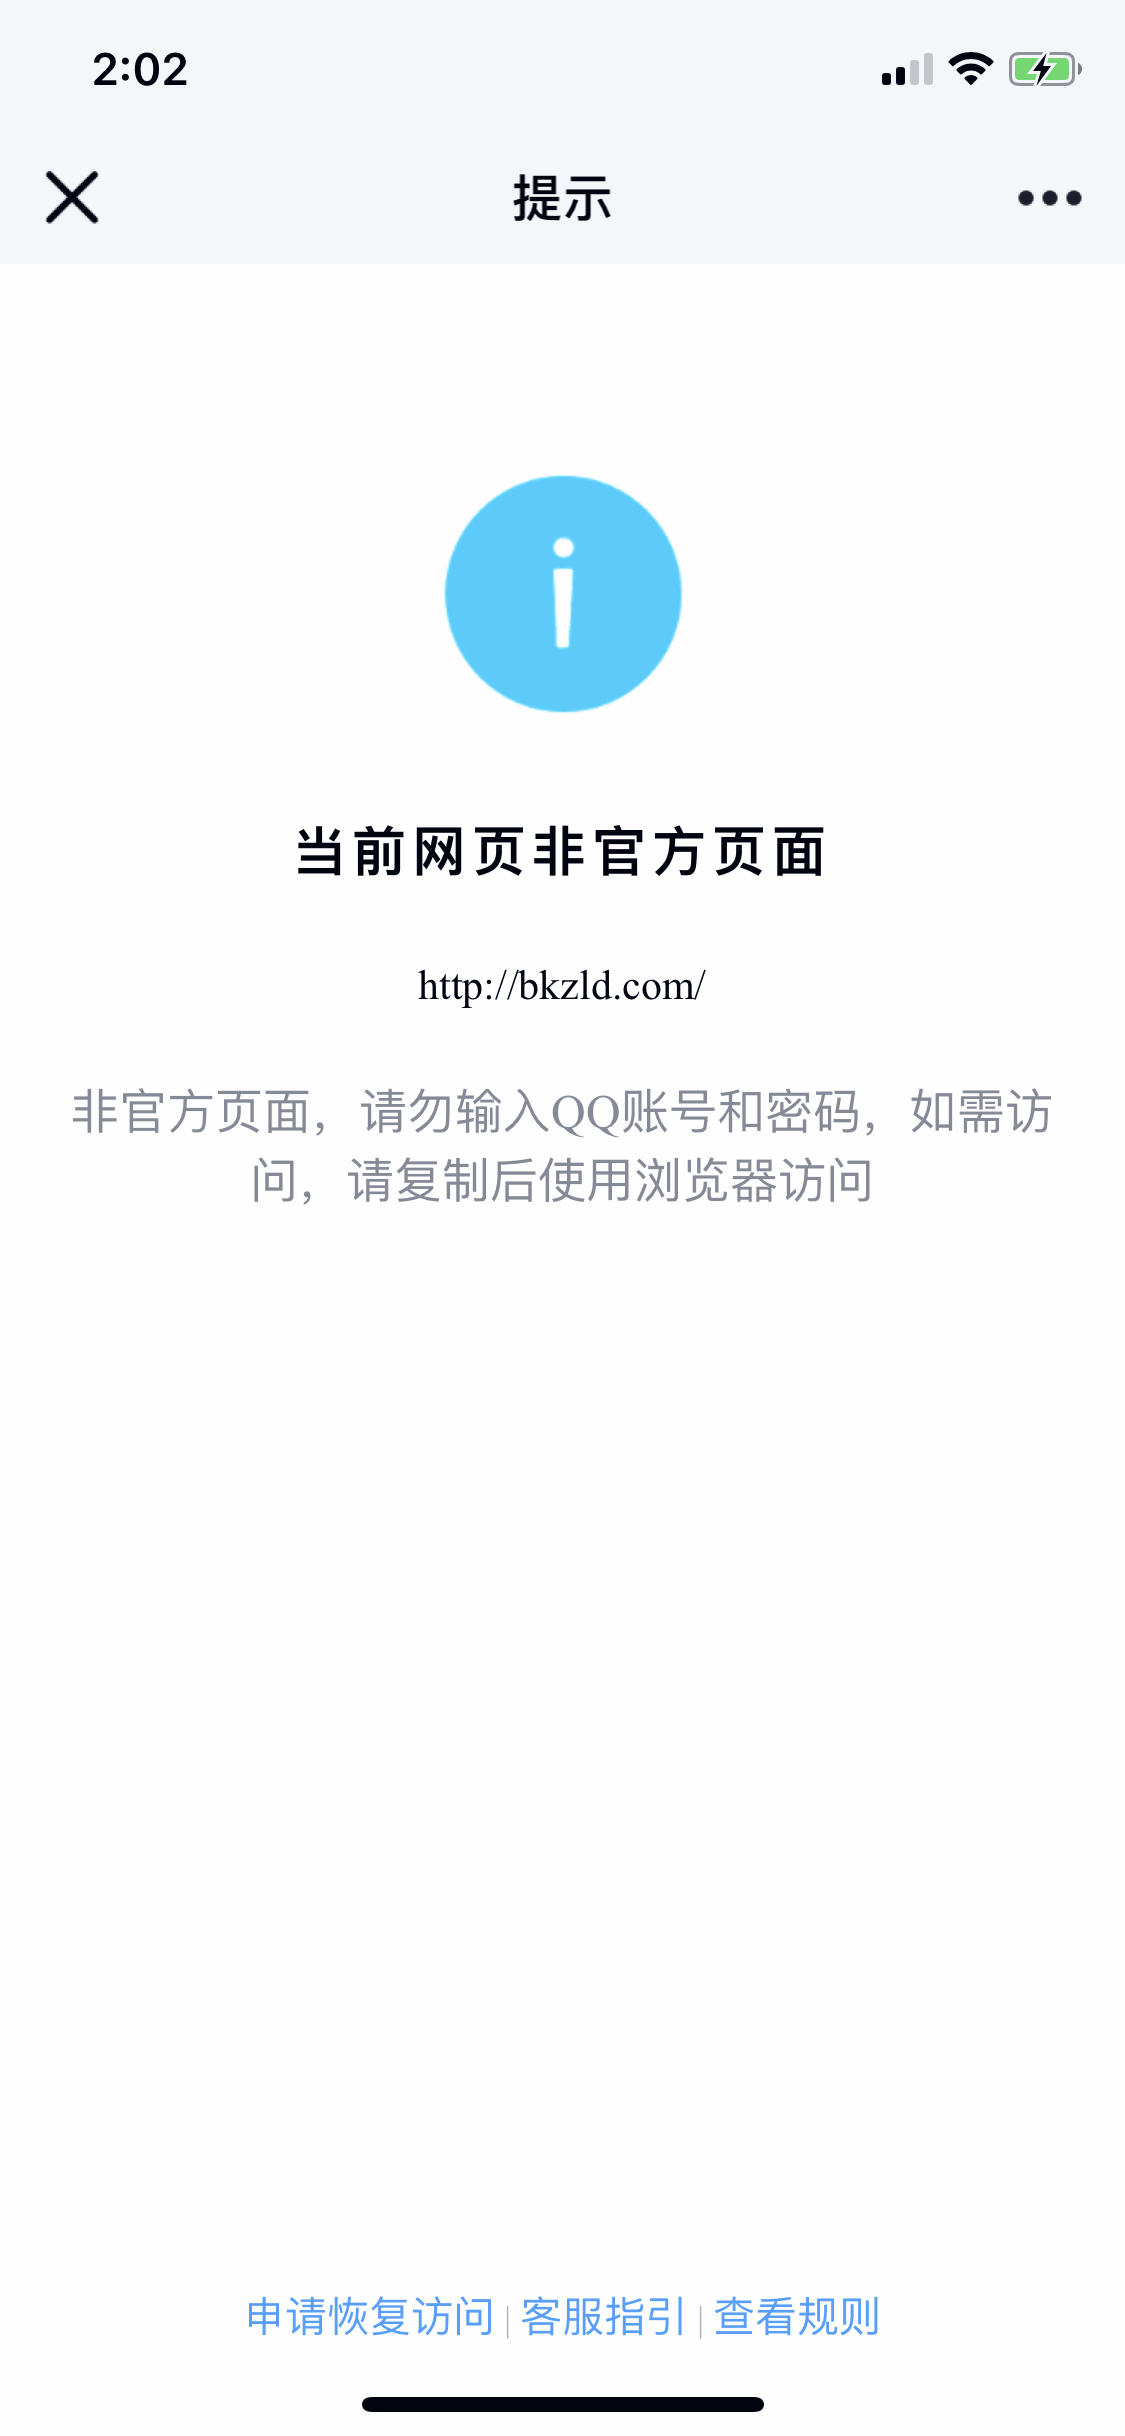 2:02
提示
当前网页非官方页面
http://bkzld.com/
非官方页面，请勿输入QQ账号和密码，如需访
问，请复制后使用浏览器访问
申请恢复访问 | 客服指引 | 查看规则